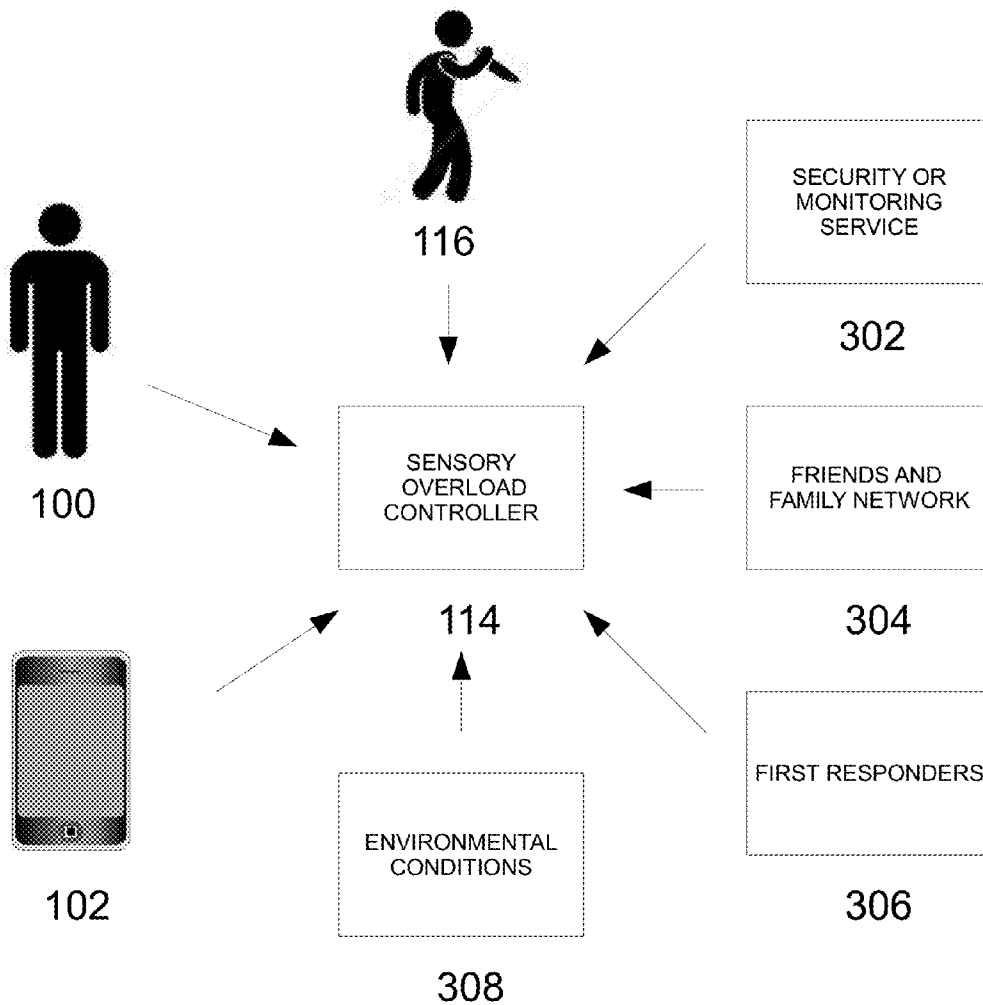 116
SECURITY OR
MONITORING
SERVICE
302
100
SENSORY
OVERLOAD
CONTROLLER
114
FRIENDS AND
FAMILY NETWORK
304
102
ENVIRONMENTAL
CONDITIONS
308
FIRST RESPONDERS
306